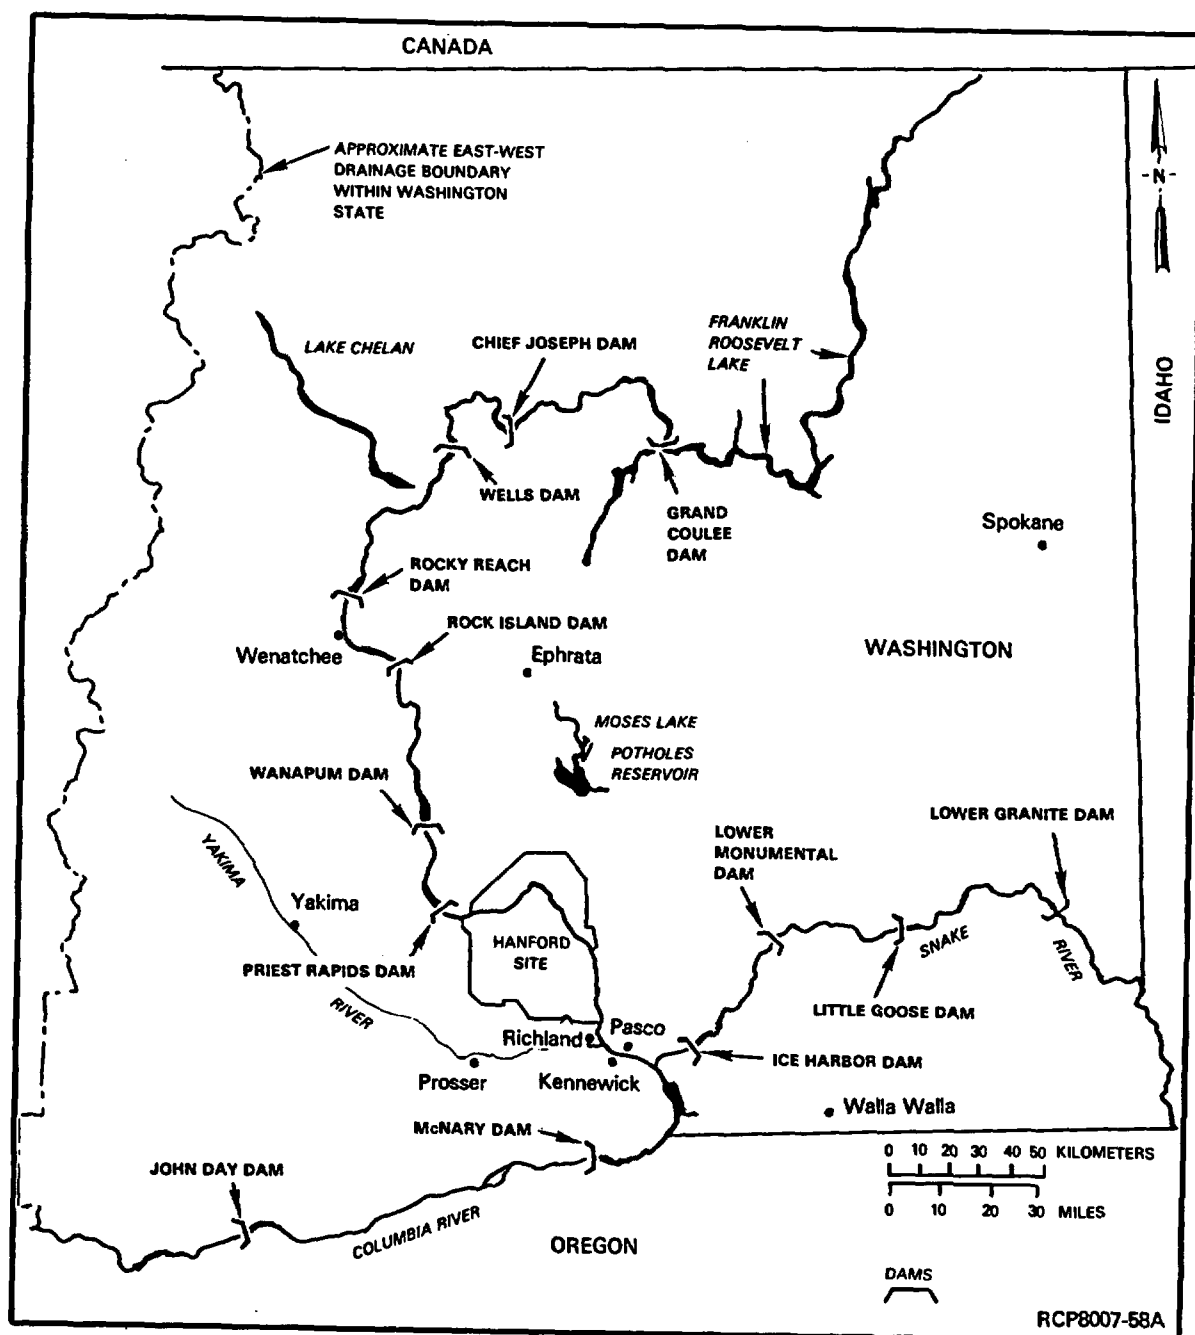 CANADA
APPROXIMATE EAST-WEST
DRAINAGE BOUNDARY
WITHIN WASHINGTON
STATE
-N-
IDAHO
LAKE CHELAN
CHIEF JOSEPH DAM
FRANKLIN
ROOSEVELT
LAKE
WELLS DAM
GRAND
COULEE
DAM
Spokane
ROCKY REACH
DAM
ROCK ISLAND DAM
Wenatchee
Ephrata
WASHINGTON
MOSES LAKE
POTHOLES
RESERVOIR
WANAPUM DAM
YAKIMA
RIVER
Yakima
LOWER
MONUMENTAL
DAM
LOWER GRANITE DAM
HANFORD
SITE
SNAKE
RIVER
PRIEST RAPIDS DAM
LITTLE GOOSE DAM
Richland
Pasco
ICE HARBOR DAM
Prosser
Kennewick
Walla Walla
McNARY DAM
JOHN DAY DAM
COLUMBIA RIVER
OREGON
0 10 20 30 40 50 KILOMETERS
0 10 20 30 MILES
DAMS
RCP8007-58A